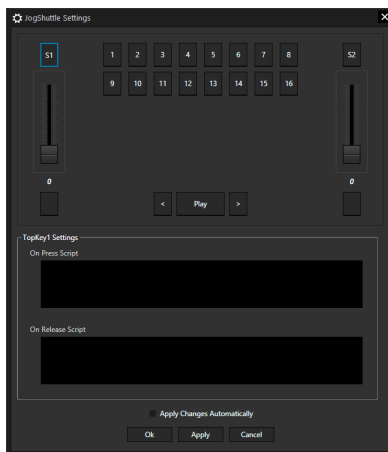 JogShuttle Settings
S1 1 2 3 4 5 6 7 8 S2
9 10 11 12 13 14 15 16
0 0
< Play >
TopKey1 Settings
On Press Script
On Release Script
Apply Changes Automatically
Ok Apply Cancel